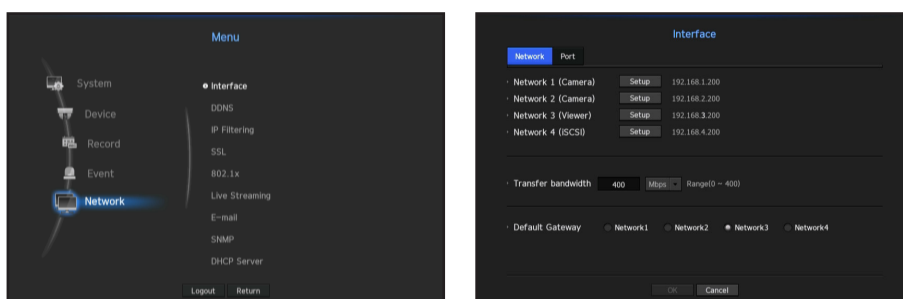 Menu
System
Device
Record
Event
Network
Interface
DDNS
IP Filtering
SSL
802.1x
Live Streaming
E-mail
SNMP
DHCP Server
Logout Return
Interface
Network Port
Network 1 (Camera) Setup 192.168.1.200
Network 2 (Camera) Setup 192.168.2.200
Network 3 (Viewer) Setup 192.168.3.200
Network 4 (iSCSI) Setup 192.168.4.200
Transfer bandwidth 400 Mbps Range(0 ~ 400)
Default Gateway Network1 Network2 Network3 Network4
OK Cancel